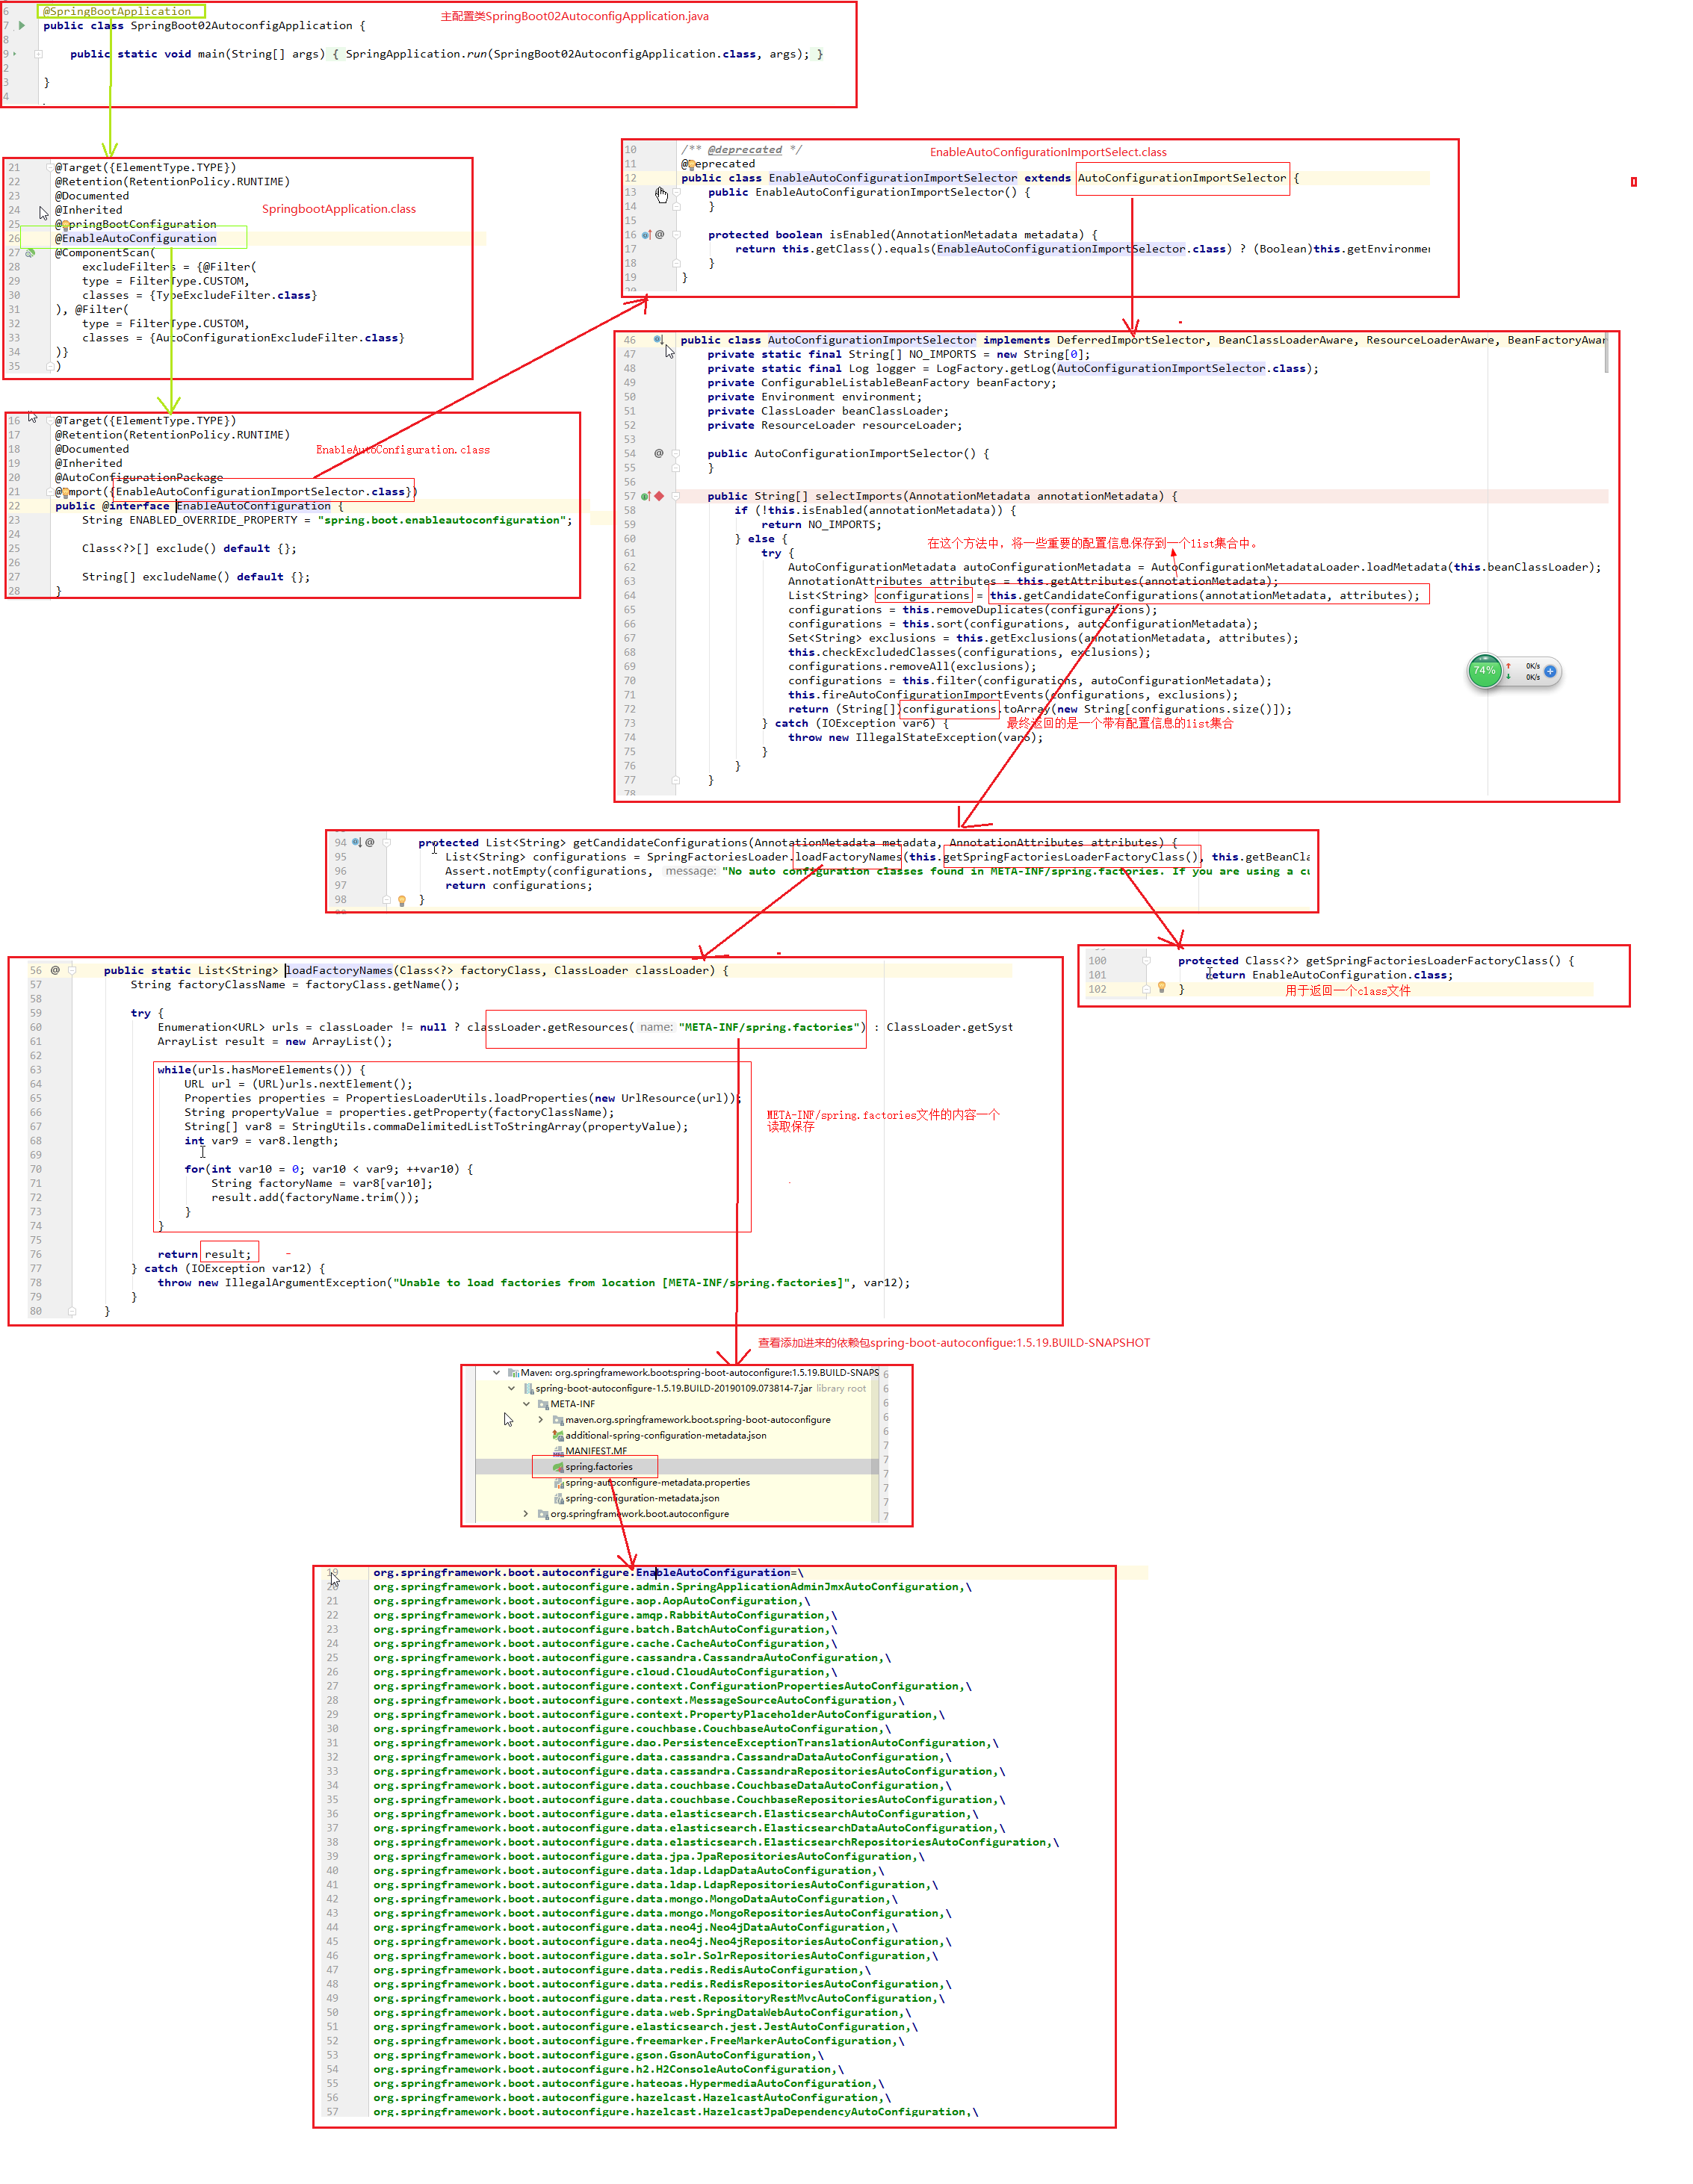 @SpringBootApplication
主配置类SpringBoot02AutoconfigApplication.java
public class SpringBoot02AutoconfigApplication {
public static void main(String[] args) { SpringApplication.run(SpringBoot02AutoconfigApplication.class, args); }
}
21 @Target({ElementType.TYPE})
22 @Retention(RetentionPolicy.RUNTIME)
23 @Documented
24 @Inherited
SpringbootApplication.class
25 @SpringBootConfiguration
26 @EnableAutoConfiguration
27 @ComponentScan(
28 excludeFilters = {@Filter(
29 type = FilterType.CUSTOM,
30 classes = {TypeExcludeFilter.class}
31 ), @Filter(
32 type = FilterType.CUSTOM,
33 classes = {AutoConfigurationExcludeFilter.class}
34 )}
35 )
16 @Target({ElementType.TYPE})
17 @Retention(RetentionPolicy.RUNTIME)
18 @Documented
EnableAutoConfiguration.class
19 @Inherited
20 @AutoConfigurationPackage
21 @Import({EnableAutoConfigurationImportSelector.class})
22 public @interface EnableAutoConfiguration {
23 String ENABLED_OVERRIDE_PROPERTY = "spring.boot.enableautoconfiguration";
24
25 Class<?>[] exclude() default {};
26
27 String[] excludeName() default {};
28 }
10 /** @deprecated */
EnableAutoConfigurationImportSelect.class
11 @Deprecated
12 public class EnableAutoConfigurationImportSelector extends AutoConfigurationImportSelector {
13 public EnableAutoConfigurationImportSelector() {
14 }
15
16 protected boolean isEnabled(AnnotationMetadata metadata) {
17 return this.getClass().equals(EnableAutoConfigurationImportSelector.class) ? (Boolean)this.getEnvironme
18 }
19 }
46 public class AutoConfigurationImportSelector implements DeferredImportSelector, BeanClassLoaderAware, ResourceLoaderAware, BeanFactoryAwar
47 private static final String[] NO_IMPORTS = new String[0];
48 private static final Log logger = LogFactory.getLog(AutoConfigurationImportSelector.class);
49 private ConfigurableListableBeanFactory beanFactory;
50 private Environment environment;
51 private ClassLoader beanClassLoader;
52 private ResourceLoader resourceLoader;
53
54 public AutoConfigurationImportSelector() {
55 }
57 public String[] selectImports(AnnotationMetadata annotationMetadata) {
58 if (!this.isEnabled(annotationMetadata)) {
59 return NO_IMPORTS;
60 } else {
在这个方法中，将一些重要的配置信息保存到一个list集合中。
61 try {
62 AutoConfigurationMetadata autoConfigurationMetadata = AutoConfigurationMetadataLoader.loadMetadata(this.beanClassLoader);
63 AnnotationAttributes attributes = this.getAttributes(annotationMetadata);
64 List<String> configurations = this.getCandidateConfigurations(annotationMetadata, attributes);
65 configurations = this.removeDuplicates(configurations);
66 configurations = this.sort(configurations, autoConfigurationMetadata);
67 Set<String> exclusions = this.getExclusions(annotationMetadata, attributes);
68 this.checkExcludedClasses(configurations, exclusions);
69 configurations.removeAll(exclusions);
70 configurations = this.filter(configurations, autoConfigurationMetadata);
71 this.fireAutoConfigurationImportEvents(configurations, exclusions);
72 return (String[])configurations.toArray(new String[configurations.size()]);
73 } catch (IOException var6) {
最终返回的是一个带有配置信息的list集合
74 throw new IllegalStateException(var6);
75 }
76 }
77 }
78
74%
0K/s
0K/s
94 protected List<String> getCandidateConfigurations(AnnotationMetadata metadata, AnnotationAttributes attributes) {
95 List<String> configurations = SpringFactoriesLoader.loadFactoryNames(this.getSpringFactoriesLoaderFactoryClass(), this.getBeanCla
96 Assert.notEmpty(configurations, message: "No auto configuration classes found in META-INF/spring.factories. If you are using a cu
97 return configurations;
98 }
56 public static List<String> loadFactoryNames(Class<?> factoryClass, ClassLoader classLoader) {
57 String factoryClassName = factoryClass.getName();
58
59 try {
60 Enumeration<URL> urls = classLoader != null ? classLoader.getResources( name: "META-INF/spring.factories") : ClassLoader.getSyst
61 ArrayList result = new ArrayList();
62
63 while(urls.hasMoreElements()) {
64 URL url = (URL)urls.nextElement();
65 Properties properties = PropertiesLoaderUtils.loadProperties(new UrlResource(url));
66 String propertyValue = properties.getProperty(factoryClassName);
67 String[] var8 = StringUtils.commaDelimitedListToStringArray(propertyValue);
68 int var9 = var8.length;
69
70 for(int var10 = 0; var10 < var9; ++var10) {
71 String factoryName = var8[var10];
72 result.add(factoryName.trim());
73 }
74 }
75
76 return result;
77 } catch (IOException var12) {
78 throw new IllegalArgumentException("Unable to load factories from location [META-INF/spring.factories]", var12);
79 }
80 }
META-INF/spring.factories文件的内容一个
读取保存
100 protected Class<?> getSpringFactoriesLoaderFactoryClass() {
101 return EnableAutoConfiguration.class;
102 }
用于返回一个class文件
查看添加进来的依赖包spring-boot-autoconfigue:1.5.19.BUILD-SNAPSHOT
Maven: org.springframework.boot:spring-boot-autoconfigure:1.5.19.BUILD-SNAPS
spring-boot-autoconfigure-1.5.19.BUILD-20190109.073814-7.jar library root
META-INF
maven.org.springframework.boot.spring-boot-autoconfigure
additional-spring-configuration-metadata.json
MANIFEST.MF
spring.factories
spring-autoconfigure-metadata.properties
spring-configuration-metadata.json
org.springframework.boot.autoconfigure
19 org.springframework.boot.autoconfigure.EnableAutoConfiguration=\
20 org.springframework.boot.autoconfigure.admin.SpringApplicationAdminJmxAutoConfiguration,\
21 org.springframework.boot.autoconfigure.aop.AopAutoConfiguration,\
22 org.springframework.boot.autoconfigure.amqp.RabbitAutoConfiguration,\
23 org.springframework.boot.autoconfigure.batch.BatchAutoConfiguration,\
24 org.springframework.boot.autoconfigure.cache.CacheAutoConfiguration,\
25 org.springframework.boot.autoconfigure.cassandra.CassandraAutoConfiguration,\
26 org.springframework.boot.autoconfigure.cloud.CloudAutoConfiguration,\
27 org.springframework.boot.autoconfigure.context.ConfigurationPropertiesAutoConfiguration,\
28 org.springframework.boot.autoconfigure.context.MessageSourceAutoConfiguration,\
29 org.springframework.boot.autoconfigure.context.PropertyPlaceholderAutoConfiguration,\
30 org.springframework.boot.autoconfigure.couchbase.CouchbaseAutoConfiguration,\
31 org.springframework.boot.autoconfigure.dao.PersistenceExceptionTranslationAutoConfiguration,\
32 org.springframework.boot.autoconfigure.data.cassandra.CassandraDataAutoConfiguration,\
33 org.springframework.boot.autoconfigure.data.cassandra.CassandraRepositoriesAutoConfiguration,\
34 org.springframework.boot.autoconfigure.data.couchbase.CouchbaseDataAutoConfiguration,\
35 org.springframework.boot.autoconfigure.data.couchbase.CouchbaseRepositoriesAutoConfiguration,\
36 org.springframework.boot.autoconfigure.data.elasticsearch.ElasticsearchAutoConfiguration,\
37 org.springframework.boot.autoconfigure.data.elasticsearch.ElasticsearchDataAutoConfiguration,\
38 org.springframework.boot.autoconfigure.data.elasticsearch.ElasticsearchRepositoriesAutoConfiguration,\
39 org.springframework.boot.autoconfigure.data.jpa.JpaRepositoriesAutoConfiguration,\
40 org.springframework.boot.autoconfigure.data.ldap.LdapDataAutoConfiguration,\
41 org.springframework.boot.autoconfigure.data.ldap.LdapRepositoriesAutoConfiguration,\
42 org.springframework.boot.autoconfigure.data.mongo.MongoDataAutoConfiguration,\
43 org.springframework.boot.autoconfigure.data.mongo.MongoRepositoriesAutoConfiguration,\
44 org.springframework.boot.autoconfigure.data.neo4j.Neo4jDataAutoConfiguration,\
45 org.springframework.boot.autoconfigure.data.neo4j.Neo4jRepositoriesAutoConfiguration,\
46 org.springframework.boot.autoconfigure.data.solr.SolrRepositoriesAutoConfiguration,\
47 org.springframework.boot.autoconfigure.data.redis.RedisAutoConfiguration,\
48 org.springframework.boot.autoconfigure.data.redis.RedisRepositoriesAutoConfiguration,\
49 org.springframework.boot.autoconfigure.data.rest.RepositoryRestMvcAutoConfiguration,\
50 org.springframework.boot.autoconfigure.data.web.SpringDataWebAutoConfiguration,\
51 org.springframework.boot.autoconfigure.elasticsearch.jest.JestAutoConfiguration,\
52 org.springframework.boot.autoconfigure.freemarker.FreeMarkerAutoConfiguration,\
53 org.springframework.boot.autoconfigure.gson.GsonAutoConfiguration,\
54 org.springframework.boot.autoconfigure.h2.H2ConsoleAutoConfiguration,\
55 org.springframework.boot.autoconfigure.hateoas.HypermediaAutoConfiguration,\
56 org.springframework.boot.autoconfigure.hazelcast.HazelcastAutoConfiguration,\
57 org.springframework.boot.autoconfigure.hazelcast.HazelcastJpaDependencyAutoConfiguration,\